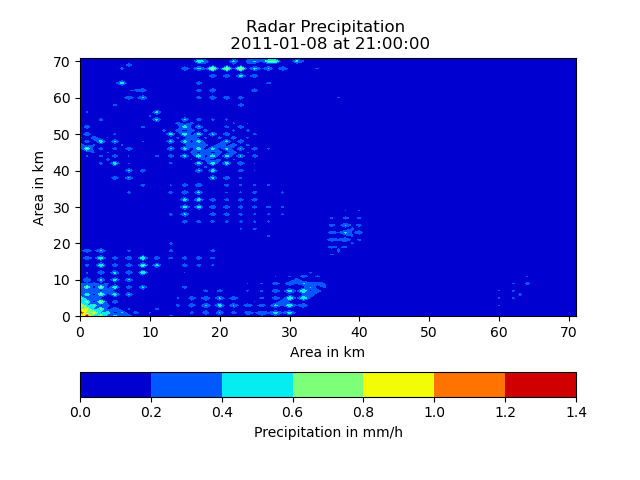 Radar Precipitation
2011-01-08 at 21:00:00
70
60
50
40
30
20
10
0
Area in km
0 10 20 30 40 50 60 70
Area in km
0.0 0.2 0.4 0.6 0.8 1.0 1.2 1.4
Precipitation in mm/h